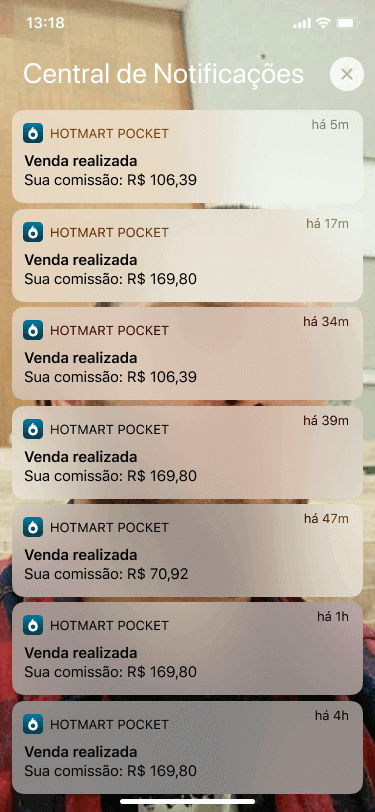 13:18
Central de Notificações
HOTMART POCKET
há 5m
Venda realizada
Sua comissão: R$ 106,39
HOTMART POCKET
há 17m
Venda realizada
Sua comissão: R$ 169,80
HOTMART POCKET
há 34m
Venda realizada
Sua comissão: R$ 106,39
HOTMART POCKET
há 39m
Venda realizada
Sua comissão: R$ 169,80
HOTMART POCKET
há 47m
Venda realizada
Sua comissão: R$ 70,92
HOTMART POCKET
há 1h
Venda realizada
Sua comissão: R$ 169,80
HOTMART POCKET
há 4h
Venda realizada
Sua comissão: R$ 169,80